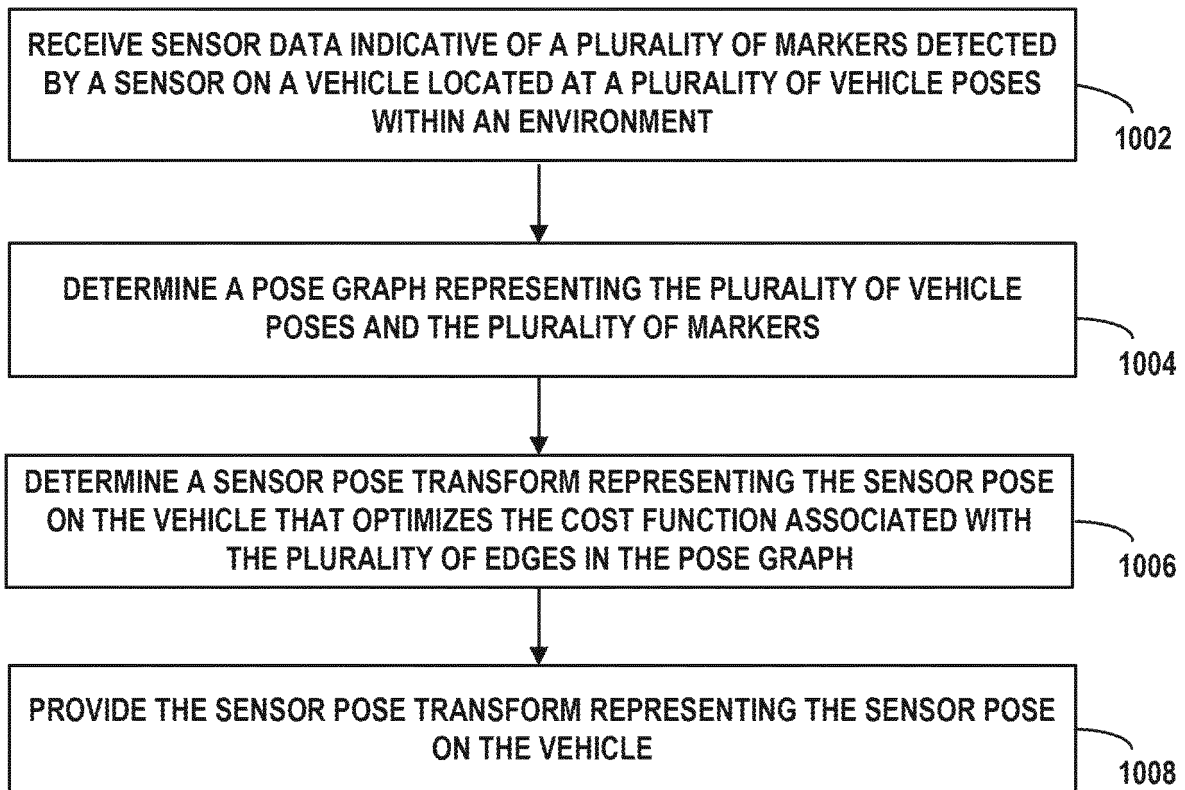 RECEIVE SENSOR DATA INDICATIVE OF A PLURALITY OF MARKERS DETECTED
BY A SENSOR ON A VEHICLE LOCATED AT A PLURALITY OF VEHICLE POSES
WITHIN AN ENVIRONMENT
1002
DETERMINE A POSE GRAPH REPRESENTING THE PLURALITY OF VEHICLE
POSES AND THE PLURALITY OF MARKERS
1004
DETERMINE A SENSOR POSE TRANSFORM REPRESENTING THE SENSOR POSE
ON THE VEHICLE THAT OPTIMIZES THE COST FUNCTION ASSOCIATED WITH
THE PLURALITY OF EDGES IN THE POSE GRAPH
1006
PROVIDE THE SENSOR POSE TRANSFORM REPRESENTING THE SENSOR POSE
ON THE VEHICLE
1008